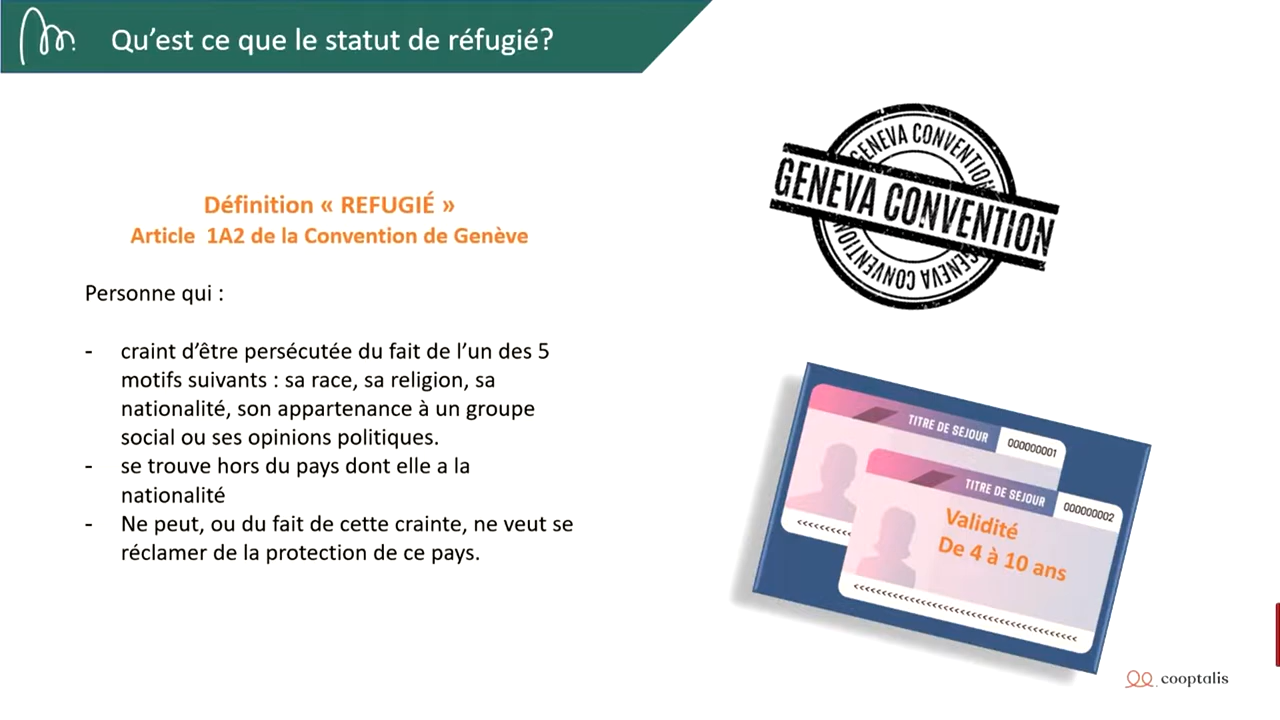 Qu’est ce que le statut de réfugié?
Définition « REFUGIÉ »
Article 1A2 de la Convention de Genève
Personne qui :
- craint d’être persécutée du fait de l’un des 5
motifs suivants : sa race, sa religion, sa
nationalité, son appartenance à un groupe
social ou ses opinions politiques.
- se trouve hors du pays dont elle a la
nationalité
- Ne peut, ou du fait de cette crainte, ne veut se
réclamer de la protection de ce pays.
GENEVA CONVENTION
GENEVA CONVENTION
GENEVA CONVENTION
TITRE DE SEJOUR 000000001
TITRE DE SEJOUR 000000002
Validité
De 4 à 10 ans
cooptalis